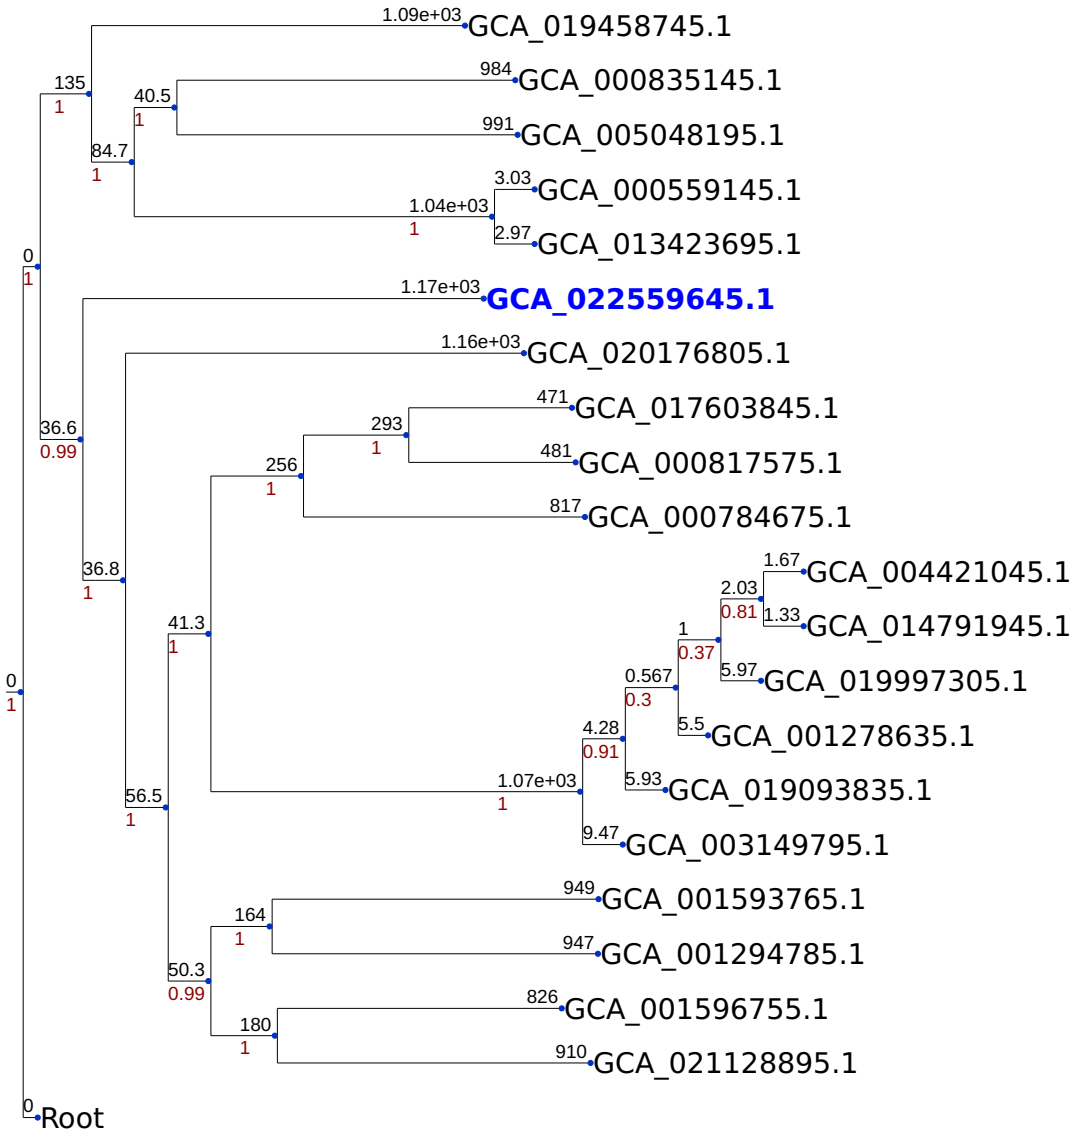 1.09e+03 GCA_019458745.1
984 GCA_000835145.1
135
40.5
1
1
991 GCA_005048195.1
84.7
1
3.03 GCA_000559145.1
1.04e+03
1
2.97 GCA_013423695.1
0
1
1.17e+03 GCA_022559645.1
1.16e+03 GCA_020176805.1
471 GCA_017603845.1
36.6
0.99
293
1
481 GCA_000817575.1
256
1
817 GCA_000784675.1
1.67 GCA_004421045.1
36.8
1
2.03
0.81
1.33 GCA_014791945.1
41.3
1
1
0.37
5.97 GCA_019997305.1
0
1
0.567
0.3
5.5 GCA_001278635.1
4.28
0.91
5.93 GCA_019093835.1
1.07e+03
1
56.5
1
9.47 GCA_003149795.1
949 GCA_001593765.1
164
1
947 GCA_001294785.1
50.3
0.99
826 GCA_001596755.1
180
1
910 GCA_021128895.1
0 Root